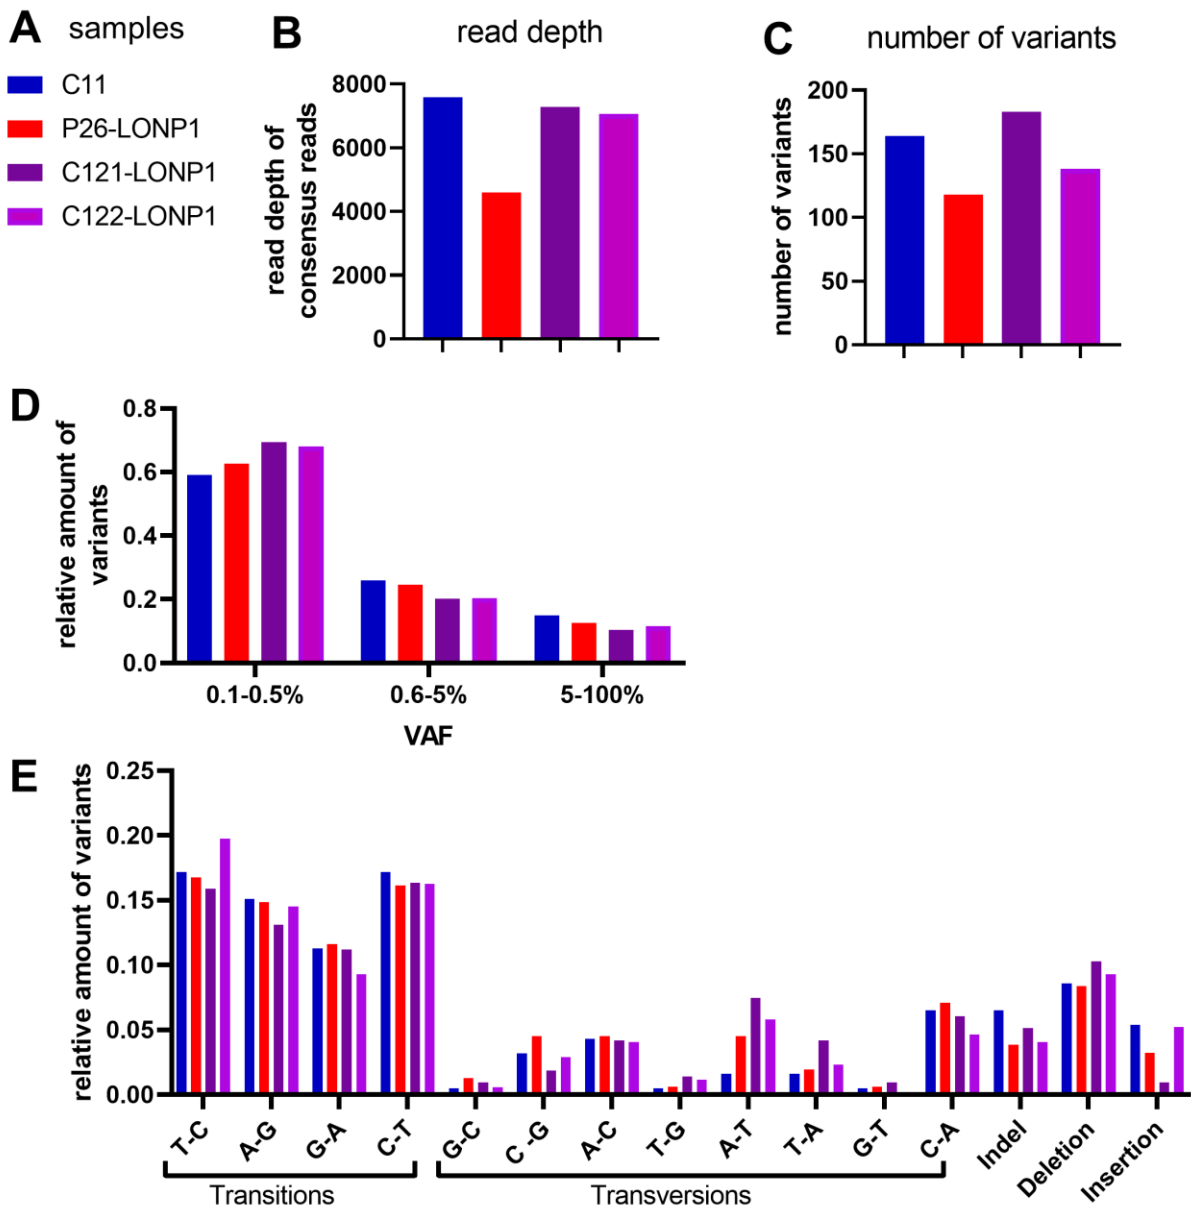 A samples
C11
P26-LONP1
C121-LONP1
C122-LONP1
B read depth
read depth of
consensus reads
8000
6000
4000
2000
0
C number of variants
number of variants
200
150
100
50
0
D
relative amount of
variants
0.8
0.6
0.4
0.2
0.0
0.1-0.5% 0.6-5% 5-100%
VAF
E
relative amount of variants
0.25
0.20
0.15
0.10
0.05
0.00
T-C A-G G-A C-T G-C C -G A-C T-G A-T T-A G-T C-A Indel Deletion Insertion
Transitions Transversions